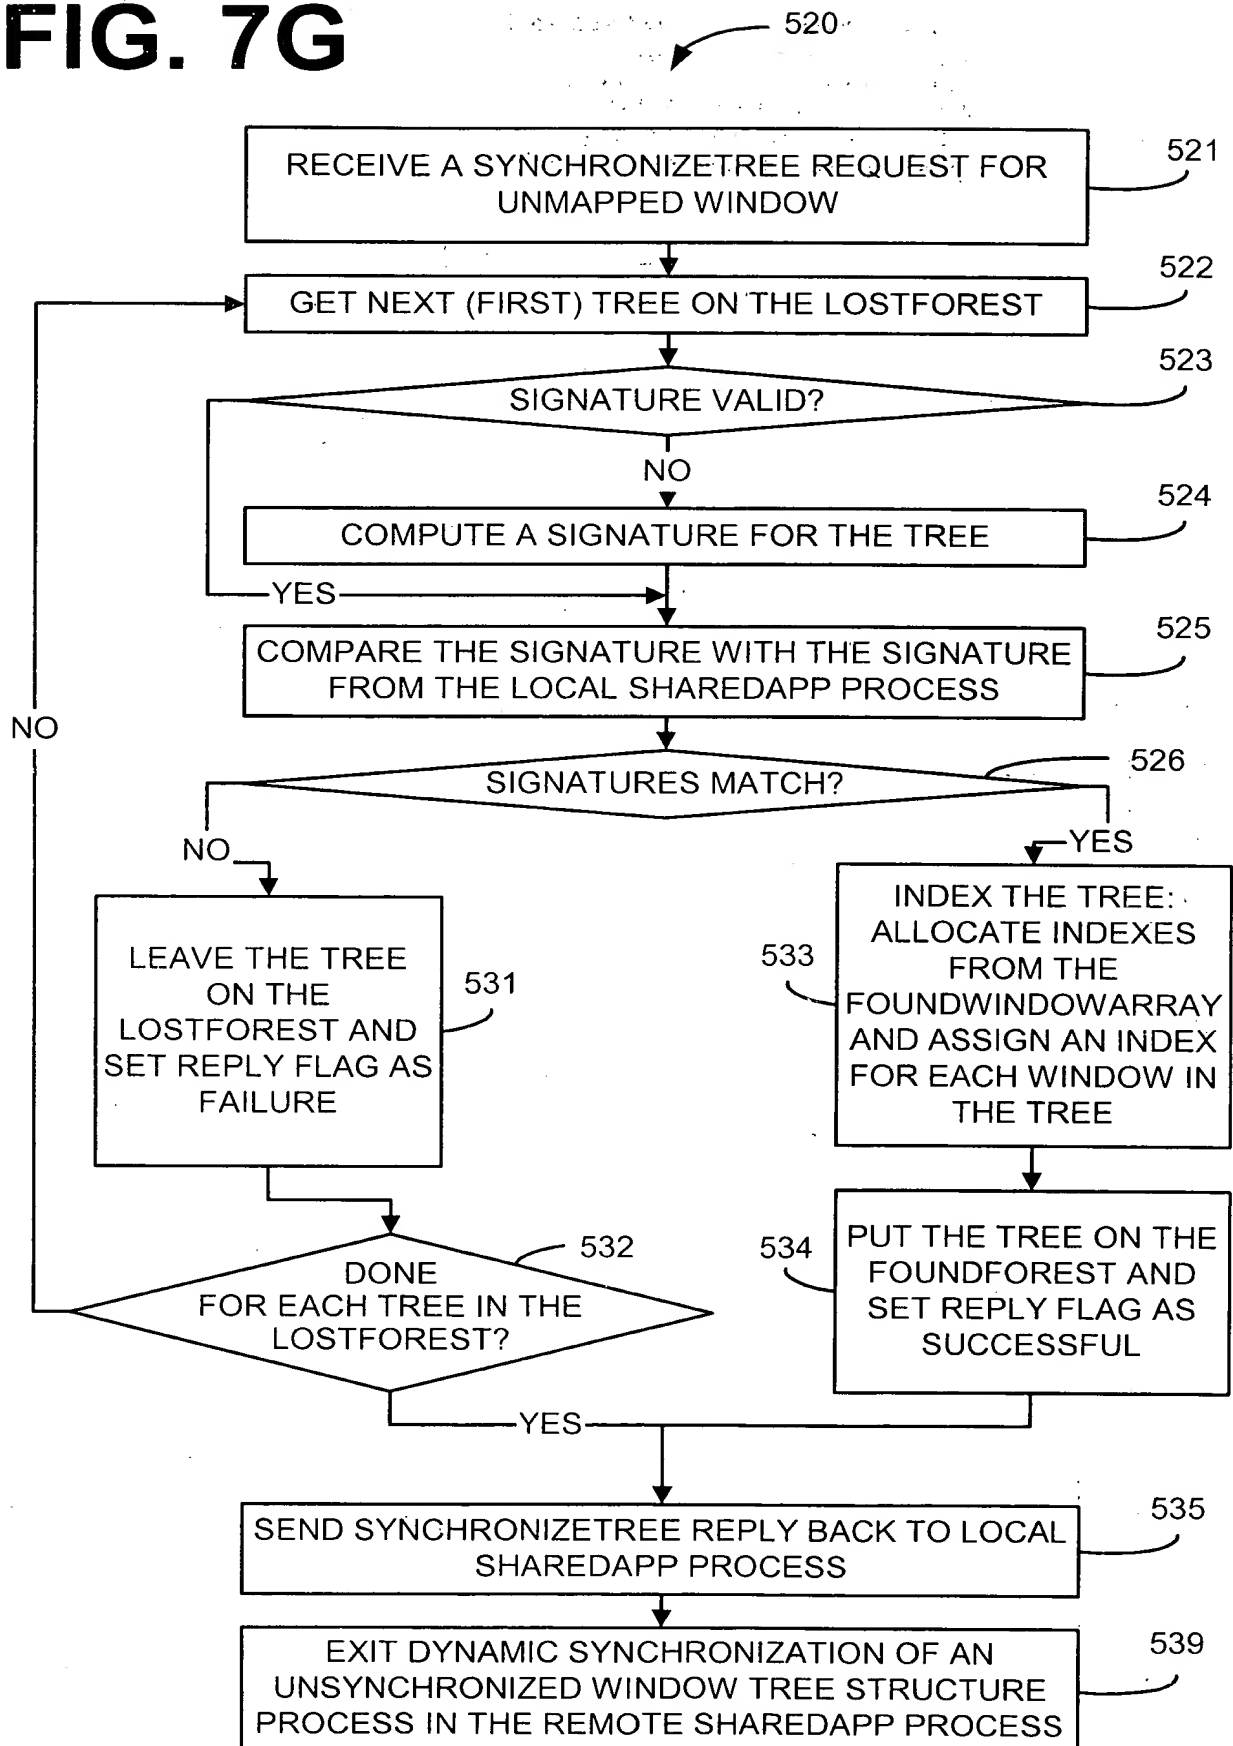 FIG. 7G
520
RECEIVE A SYNCHRONIZETREE REQUEST FOR
UNMAPPED WINDOW
521
GET NEXT (FIRST) TREE ON THE LOSTFOREST
522
SIGNATURE VALID?
523
NO
COMPUTE A SIGNATURE FOR THE TREE
524
YES
COMPARE THE SIGNATURE WITH THE SIGNATURE
FROM THE LOCAL SHAREDAPP PROCESS
525
NO
SIGNATURES MATCH?
526
NO
YES
LEAVE THE TREE
ON THE
LOSTFOREST AND
SET REPLY FLAG AS
FAILURE
531
INDEX THE TREE:
ALLOCATE INDEXES
FROM THE
FOUNDWINDOWARRAY
AND ASSIGN AN INDEX
FOR EACH WINDOW IN
THE TREE
533
DONE
FOR EACH TREE IN THE
LOSTFOREST?
532
PUT THE TREE ON THE
FOUNDFOREST AND
SET REPLY FLAG AS
SUCCESSFUL
534
YES
SEND SYNCHRONIZETREE REPLY BACK TO LOCAL
SHAREDAPP PROCESS
535
EXIT DYNAMIC SYNCHRONIZATION OF AN
UNSYNCHRONIZED WINDOW TREE STRUCTURE
PROCESS IN THE REMOTE SHAREDAPP PROCESS
539